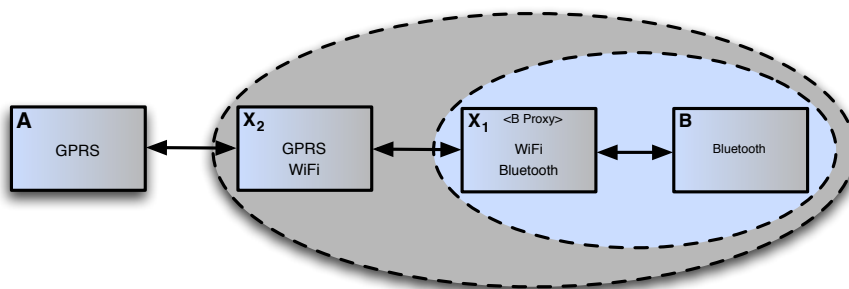 A
GPRS
X2
GPRS
WiFi
X1 <B Proxy>
WiFi
Bluetooth
B
Bluetooth